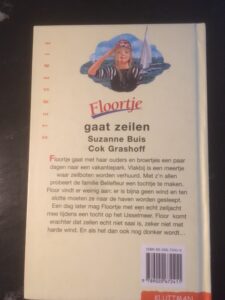 STERSERIE
Floortje
gaat zeilen
Suzanne Buis
Cok Grashoff
Floortje gaat met haar ouders en broertjes een paar
dagen naar een vakantiepark. Vlakbij is een meertje
waar zeilboten worden verhuurd. Met z'n allen
probeert de familie Bellefleur een tochtje te maken.
Floor vindt er weinig aan: er is bijna geen wind en ten
slotte moeten ze naar de haven worden gesleept.
Een dag later mag Floortje met een echt zeiljacht
mee tijdens een tocht op het IJsselmeer. Floor komt
erachter dat zeilen echt niet naar is, zeker niet met
harde wind. En als het dan ook nog donker wordt...
KLUITMAN